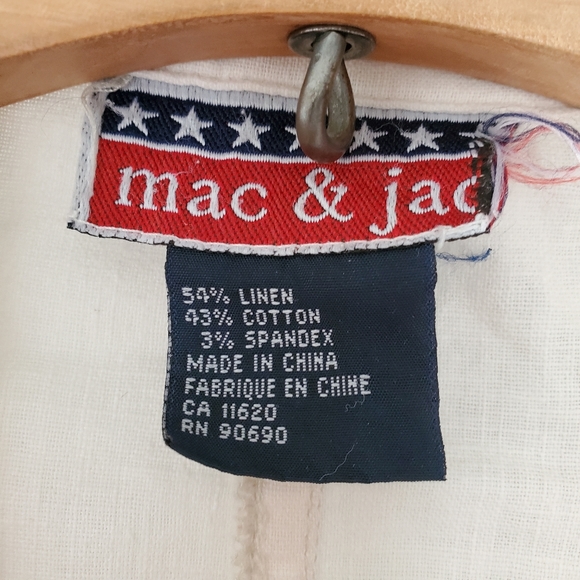 mac & jac
54% LINEN
43% COTTON
3% SPANDEX
MADE IN CHINA
FABRIQUE EN CHINE
CA 11620
RN 90690